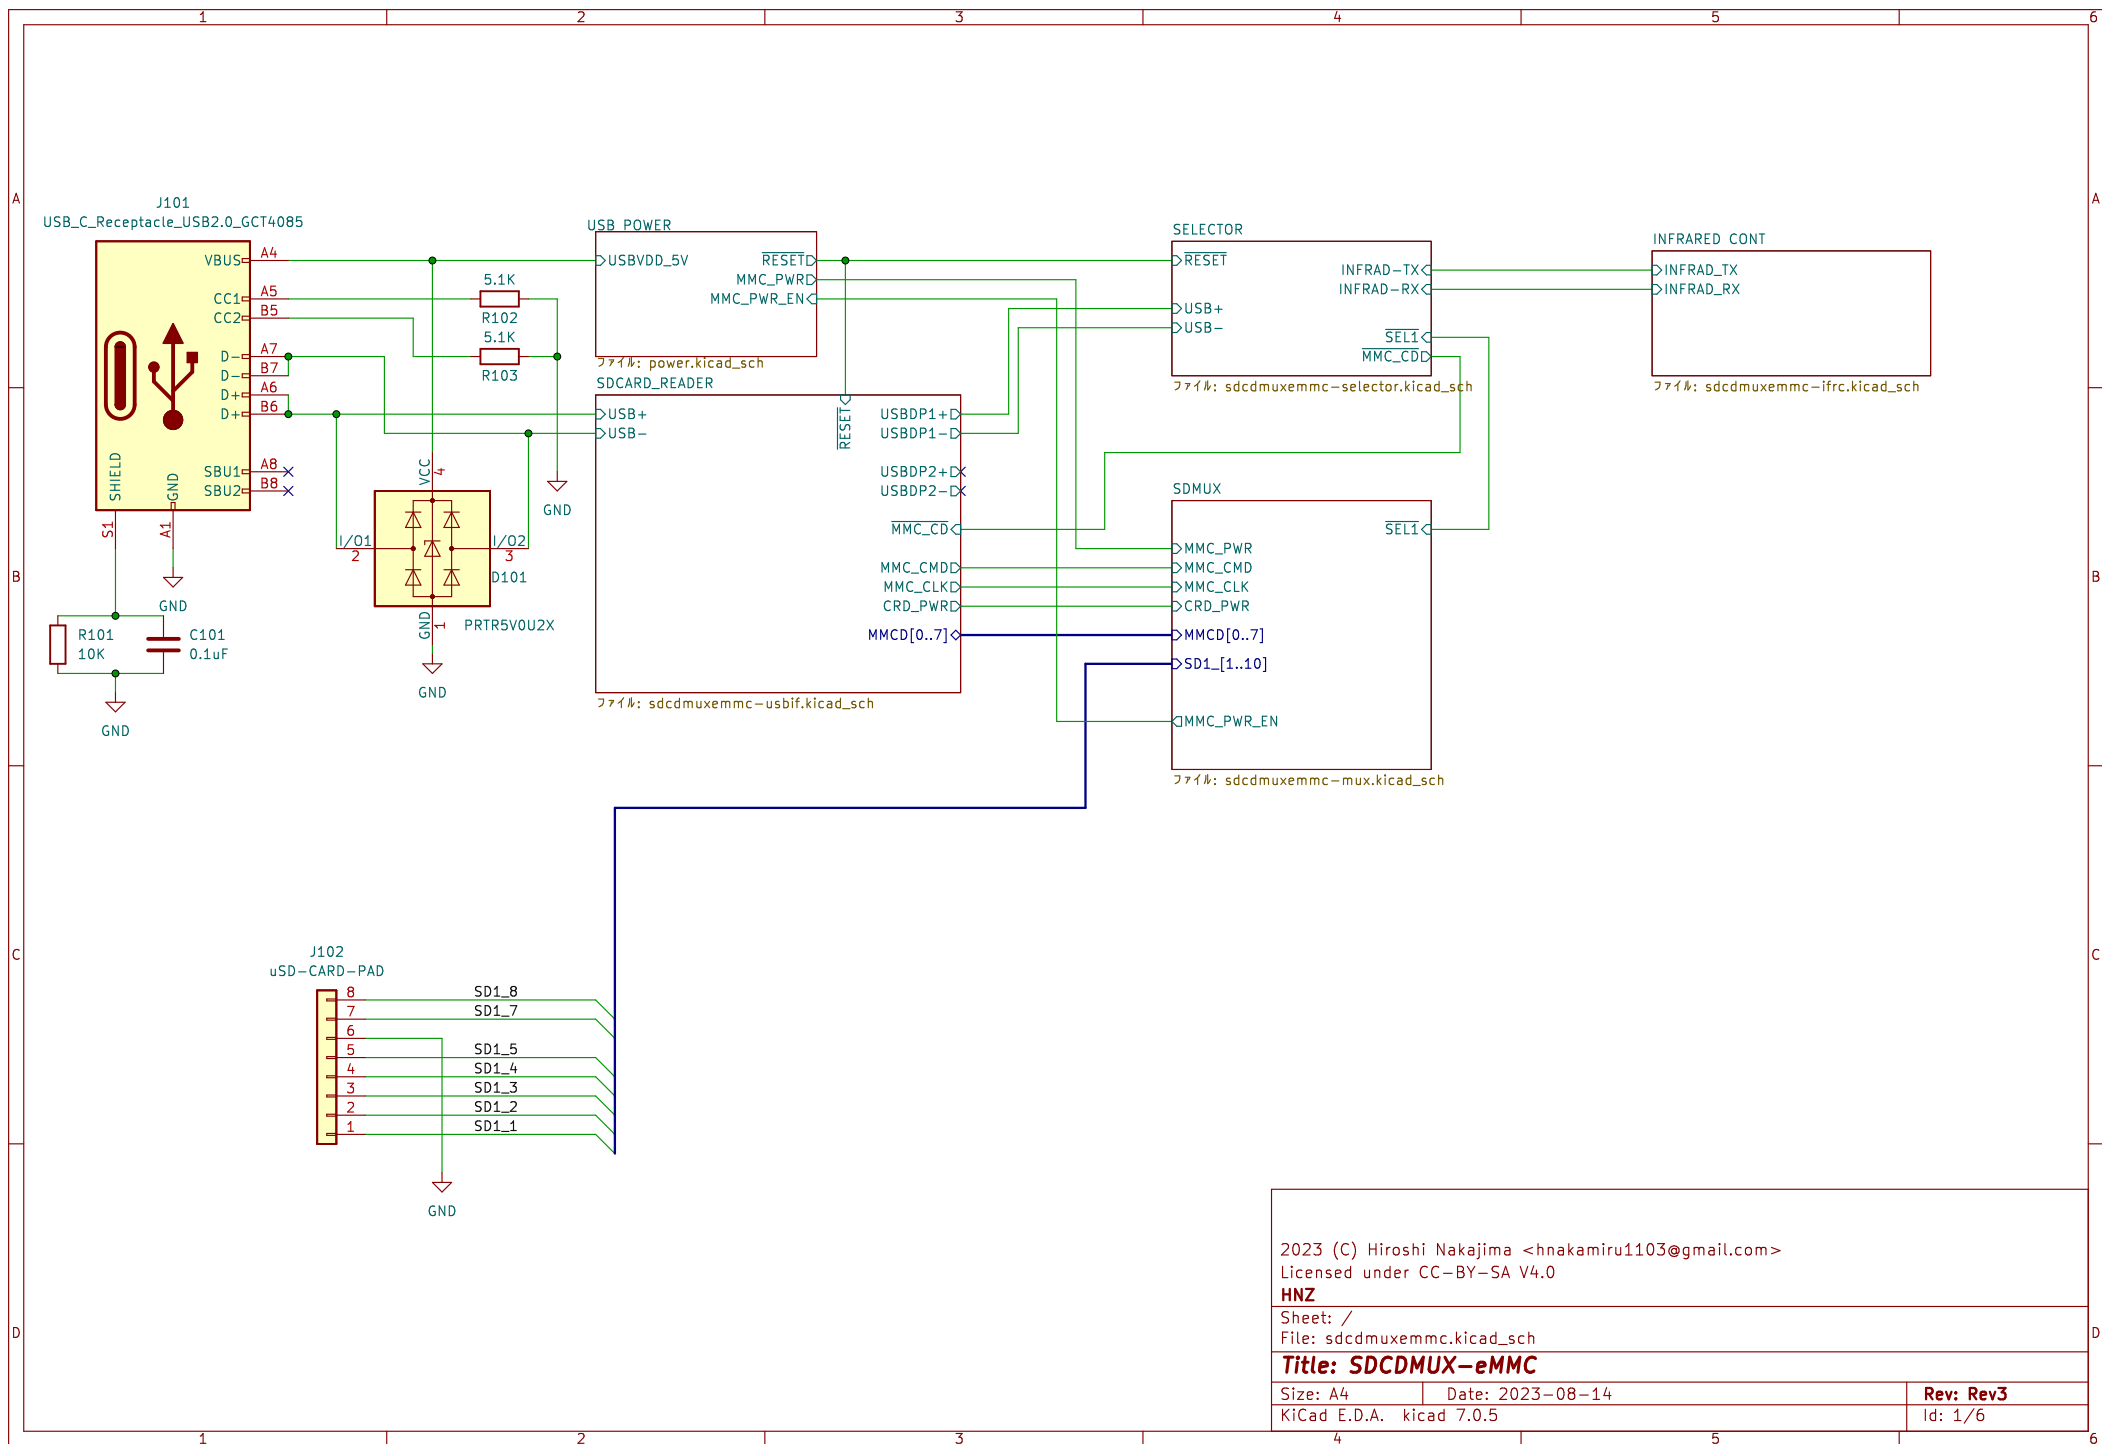 1 2 3 4 5 6
A A
B B
C C
D D
1 2 3 4 5 6
J101
USB_C_Receptacle_USB2.0_GCT4085
VBUS A4
CC1 A5
CC2 B5
D- A7
D- B7
D+ A6
D+ B6
SBU1 A8
SBU2 B8
SHIELD
GND
S1
A1
GND
R101
10K
C101
0.1uF
GND
5.1K
R102
5.1K
R103
GND
VCC
4
I/O1
2
I/O2
3
D101
GND
1
PRTR5V0U2X
GND
USB POWER
USBVDD_5V
RESET
MMC_PWR
MMC_PWR_EN
ファイル: power.kicad_sch
SDCARD_READER
USB+
USB-
RESET
USBDP1+
USBDP1-
USBDP2+
USBDP2-
MMC_CD
MMC_CMD
MMC_CLK
CRD_PWR
MMCD[0..7]
ファイル: sdcdmuxemmc-usbif.kicad_sch
SELECTOR
RESET
USB+
USB-
INFRAD-TX
INFRAD-RX
SEL1
MMC_CD
ファイル: sdcdmuxemmc-selector.kicad_sch
INFRARED CONT
INFRAD_TX
INFRAD_RX
ファイル: sdcdmuxemmc-ifrc.kicad_sch
SDMUX
SEL1
MMC_PWR
MMC_CMD
MMC_CLK
CRD_PWR
MMCD[0..7]
SD1_[1..10]
MMC_PWR_EN
ファイル: sdcdmuxemmc-mux.kicad_sch
J102
uSD-CARD-PAD
8 SD1_8
7 SD1_7
6
5 SD1_5
4 SD1_4
3 SD1_3
2 SD1_2
1 SD1_1
GND
2023 (C) Hiroshi Nakajima <hnakamiru1103@gmail.com>
Licensed under CC-BY-SA V4.0
HNZ
Sheet: /
File: sdcdmuxemmc.kicad_sch
Title: SDCDMUX-eMMC
Size: A4 Date: 2023-08-14 Rev: Rev3
KiCad E.D.A. kicad 7.0.5 Id: 1/6